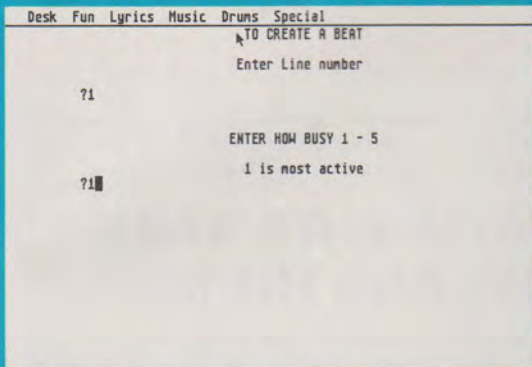 Desk Fun Lyrics Music Drums Special
TO CREATE A BEAT
Enter Line number
?1
ENTER HOW BUSY 1 - 5
1 is most active
?1